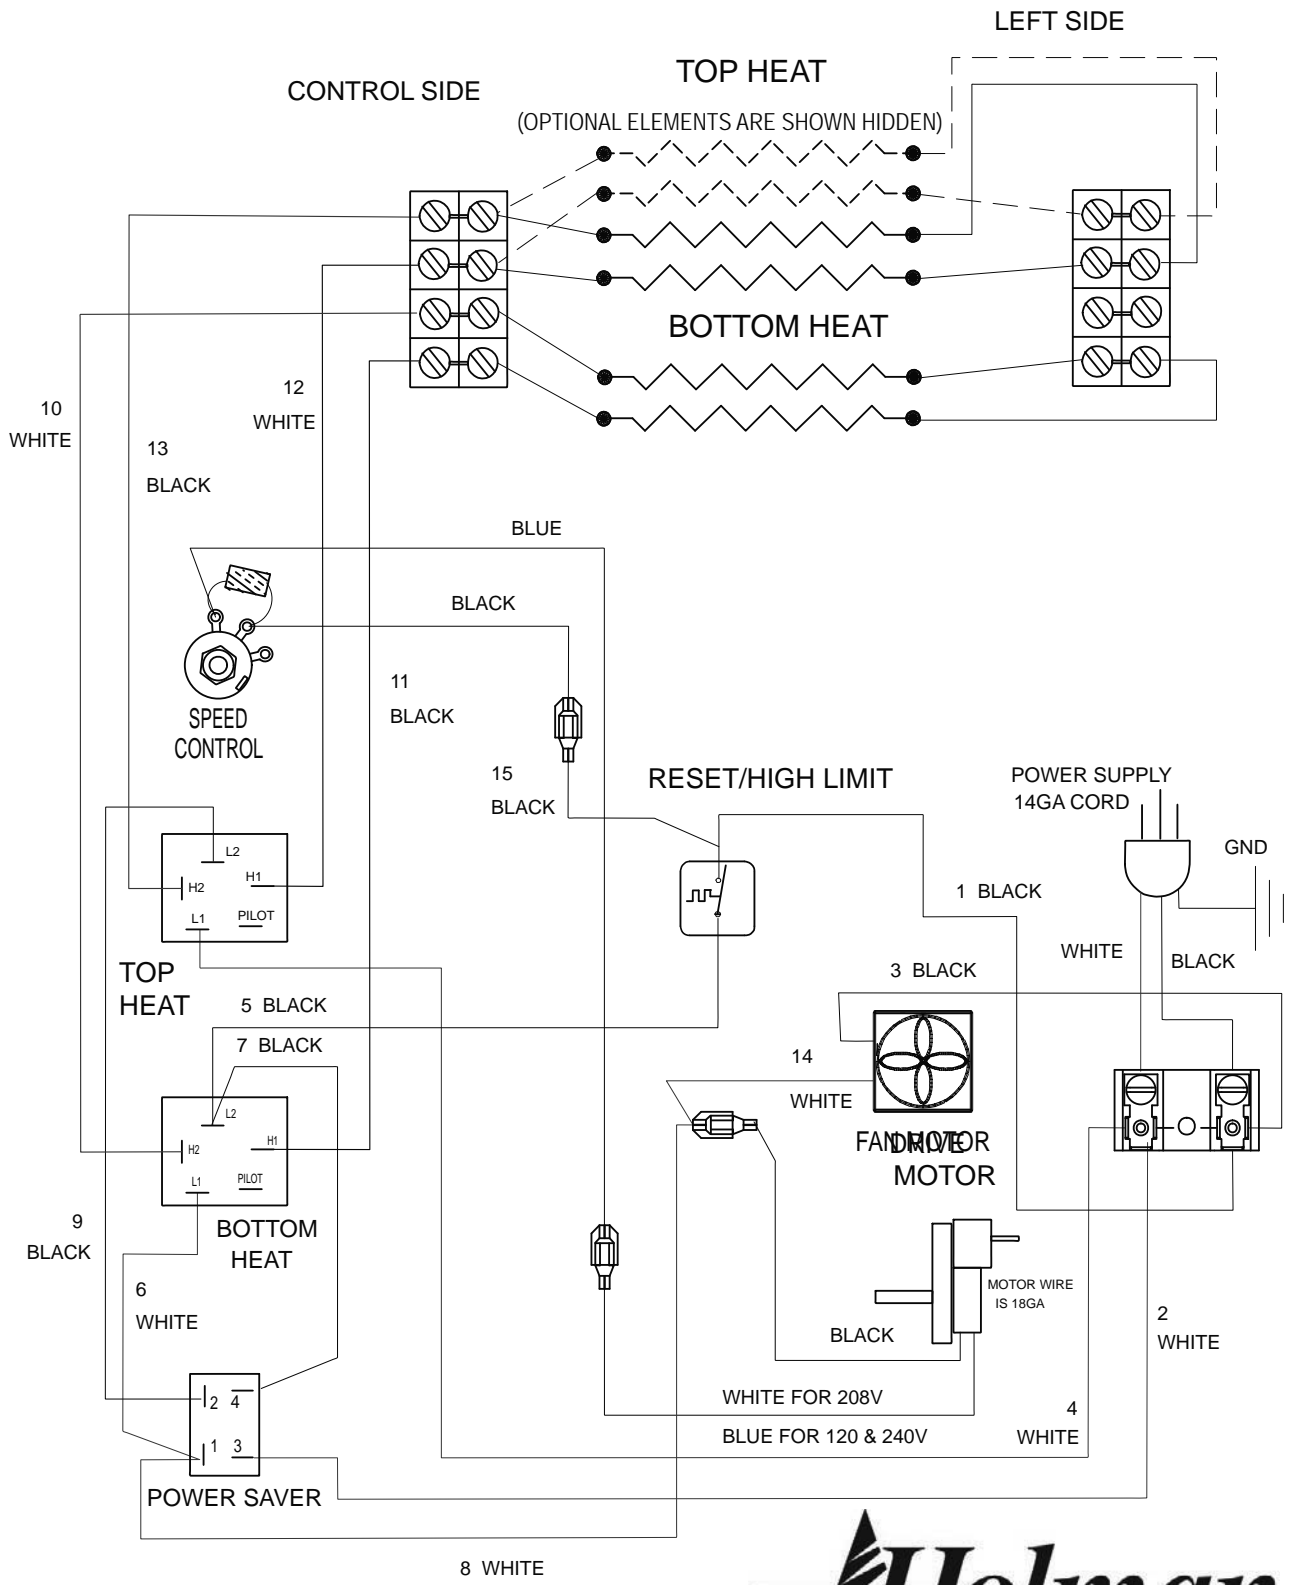 LEFT SIDE
TOP HEAT
CONTROL SIDE
(OPTIONAL ELEMENTS ARE SHOWN HIDDEN)
BOTTOM HEAT
10
WHITE
12
WHITE
13
BLACK
BLUE
BLACK
11
BLACK
SPEED
CONTROL
15
BLACK
RESET/HIGH LIMIT
POWER SUPPLY
14GA CORD
GND
L2
H2
H1
L1
PILOT
1 BLACK
WHITE
BLACK
TOP
HEAT
3 BLACK
5 BLACK
7 BLACK
14
WHITE
L2
H2
H1
L1
PILOT
FAN MOTOR
DRIVE
MOTOR
9
BLACK
BOTTOM
HEAT
6
WHITE
MOTOR WIRE
IS 18GA
BLACK
2
WHITE
2 4
1 3
WHITE FOR 208V
BLUE FOR 120 & 240V
4
WHITE
POWER SAVER
8 WHITE
Holman